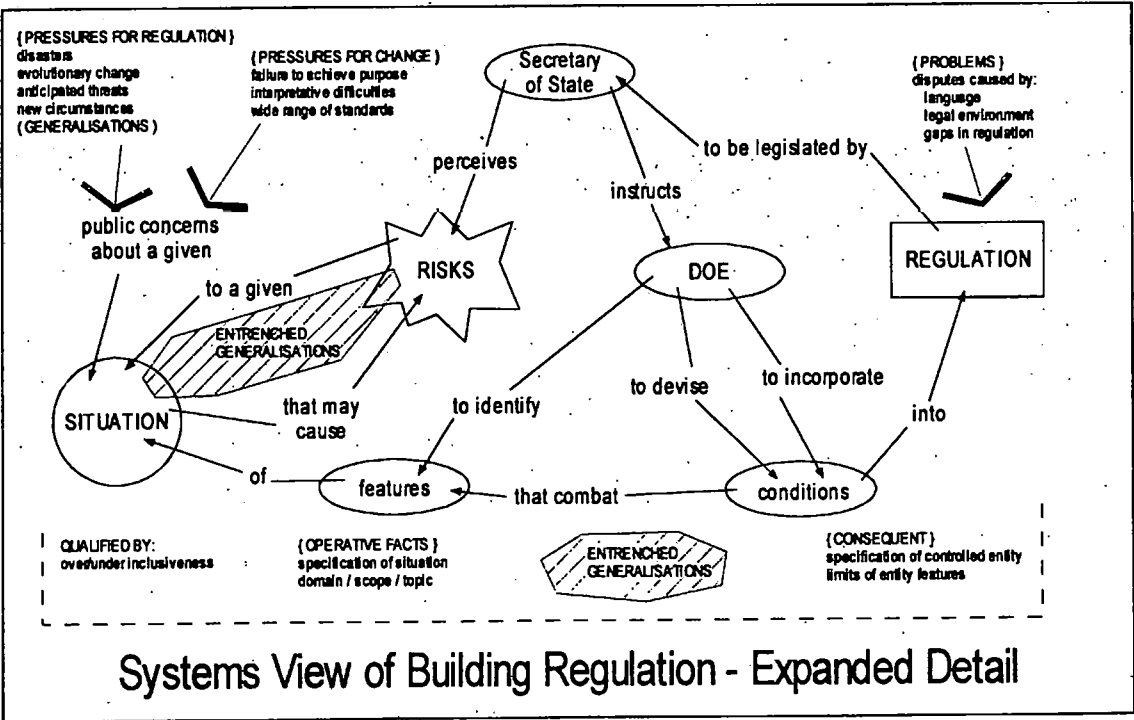 {PRESSURES FOR REGULATION}
disasters
evolutionary change
anticipated threats
new circumstances
(GENERALISATIONS)
{PRESSURES FOR CHANGE}
failure to achieve purpose
interpretative difficulties
wide range of standards
Secretary
of State
{PROBLEMS}
disputes caused by:
language
legal environment
gaps in regulation
perceives
instructs
to be legislated by
public concerns
about a given
RISKS
DOE
REGULATION
to a given
ENTRENCHED
GENERALISATIONS
SITUATION
that may
cause
to identify
to devise
to incorporate
into
of
features
that combat
conditions
QUALIFIED BY:
over/under inclusiveness
{OPERATIVE FACTS}
specification of situation
domain / scope / topic
ENTRENCHED
GENERALISATIONS
{CONSEQUENT}
specification of controlled entity
limits of entity features
Systems View of Building Regulation - Expanded Detail